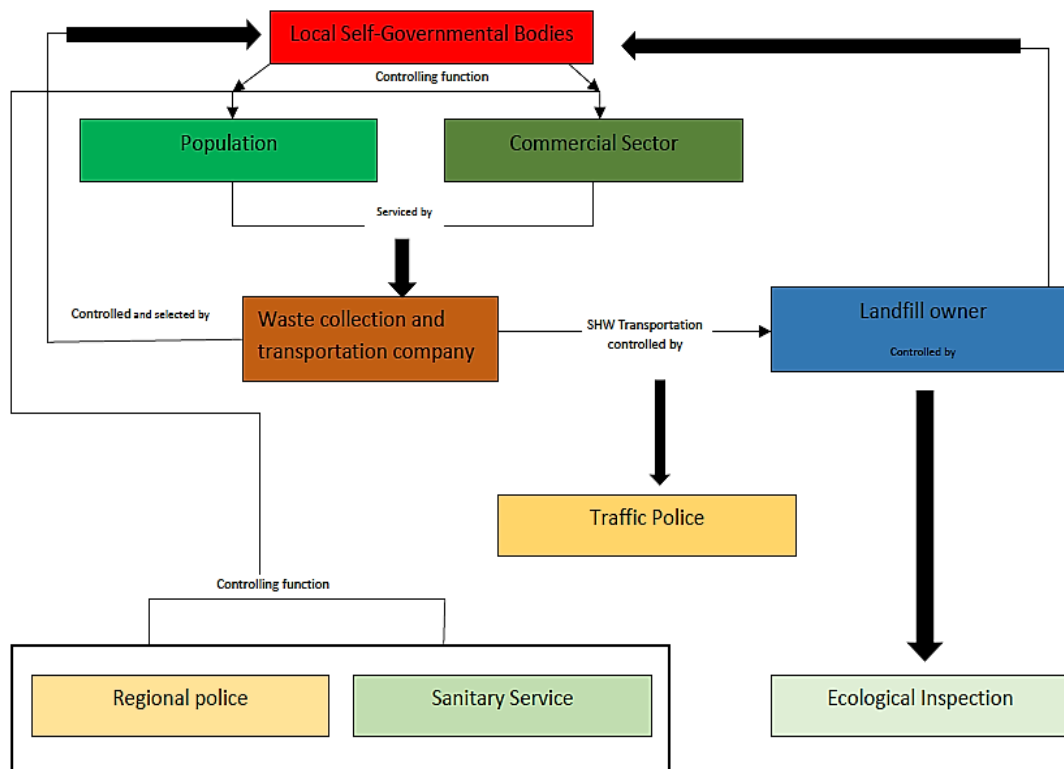 Local Self-Governmental Bodies
Controlling function
Population
Commercial Sector
Serviced by
Controlled and selected by
Waste collection and
transportation company
SHW Transportation
controlled by
Landfill owner
Controlled by
Traffic Police
Controlling function
Regional police
Sanitary Service
Ecological Inspection